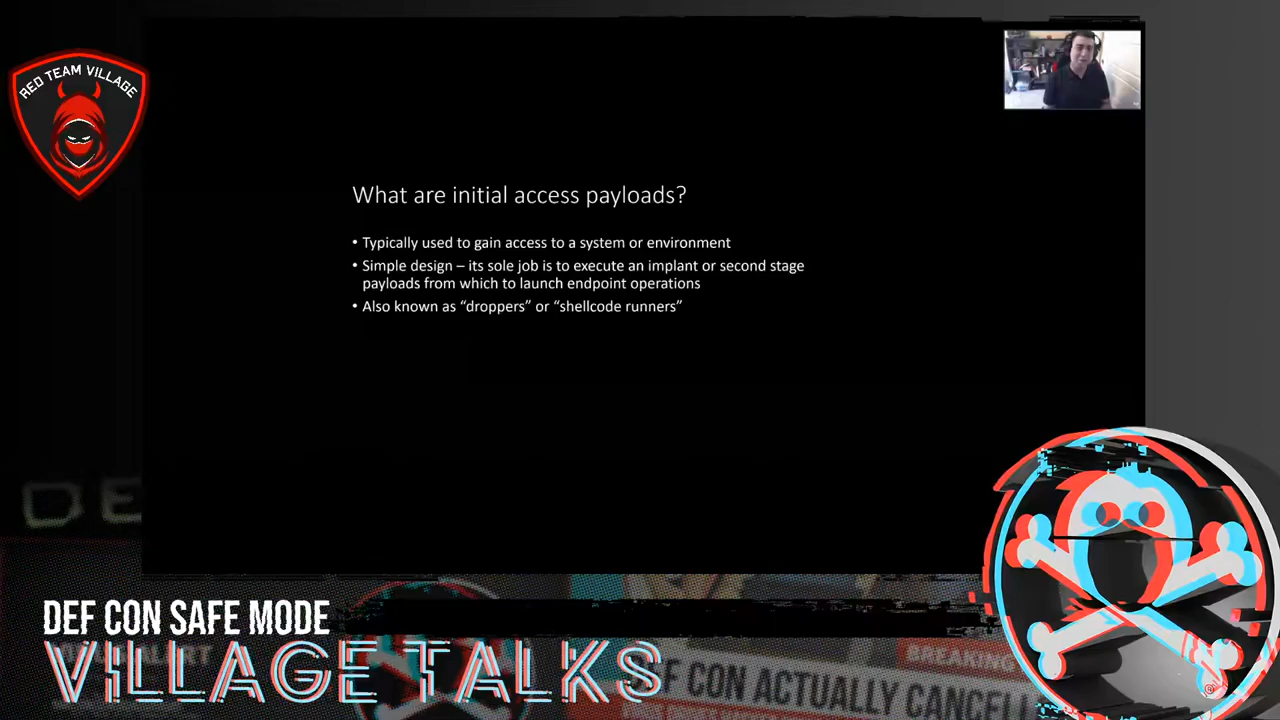 RED TEAM VILLAGE
What are initial access payloads?
• Typically used to gain access to a system or environment
• Simple design – its sole job is to execute an implant or second stage
payloads from which to launch endpoint operations
• Also known as “droppers” or “shellcode runners”
DE
DEF CON SAFE MODE
VILLAGE TALKS
BREAKING
F CON ACTUALLY CANCELL